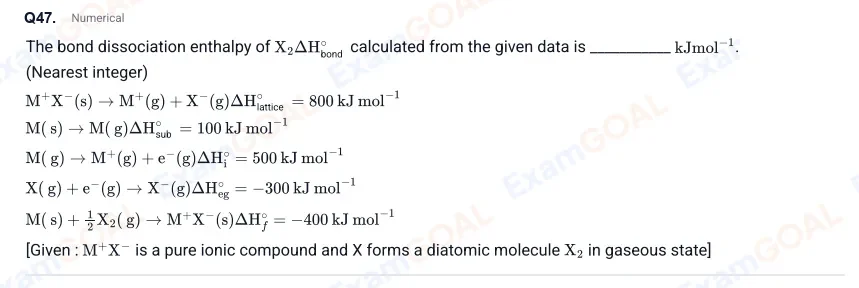 Q47. Numerical
The bond dissociation enthalpy of X₂ΔH°bond calculated from the given data is ________ kJmol⁻¹.
(Nearest integer)
M⁺X⁻(s) → M⁺(g) + X⁻(g)ΔH°lattice = 800 kJ mol⁻¹
M( s) → M( g)ΔH°sub = 100 kJ mol⁻¹
M( g) → M⁺(g) + e⁻(g)ΔH°i = 500 kJ mol⁻¹
X( g) + e⁻(g) → X⁻(g)ΔH°eg = −300 kJ mol⁻¹
M( s) + ½X₂( g) → M⁺X⁻(s)ΔH°f = −400 kJ mol⁻¹
[Given : M⁺X⁻ is a pure ionic compound and X forms a diatomic molecule X₂ in gaseous state]
ExamGOAL